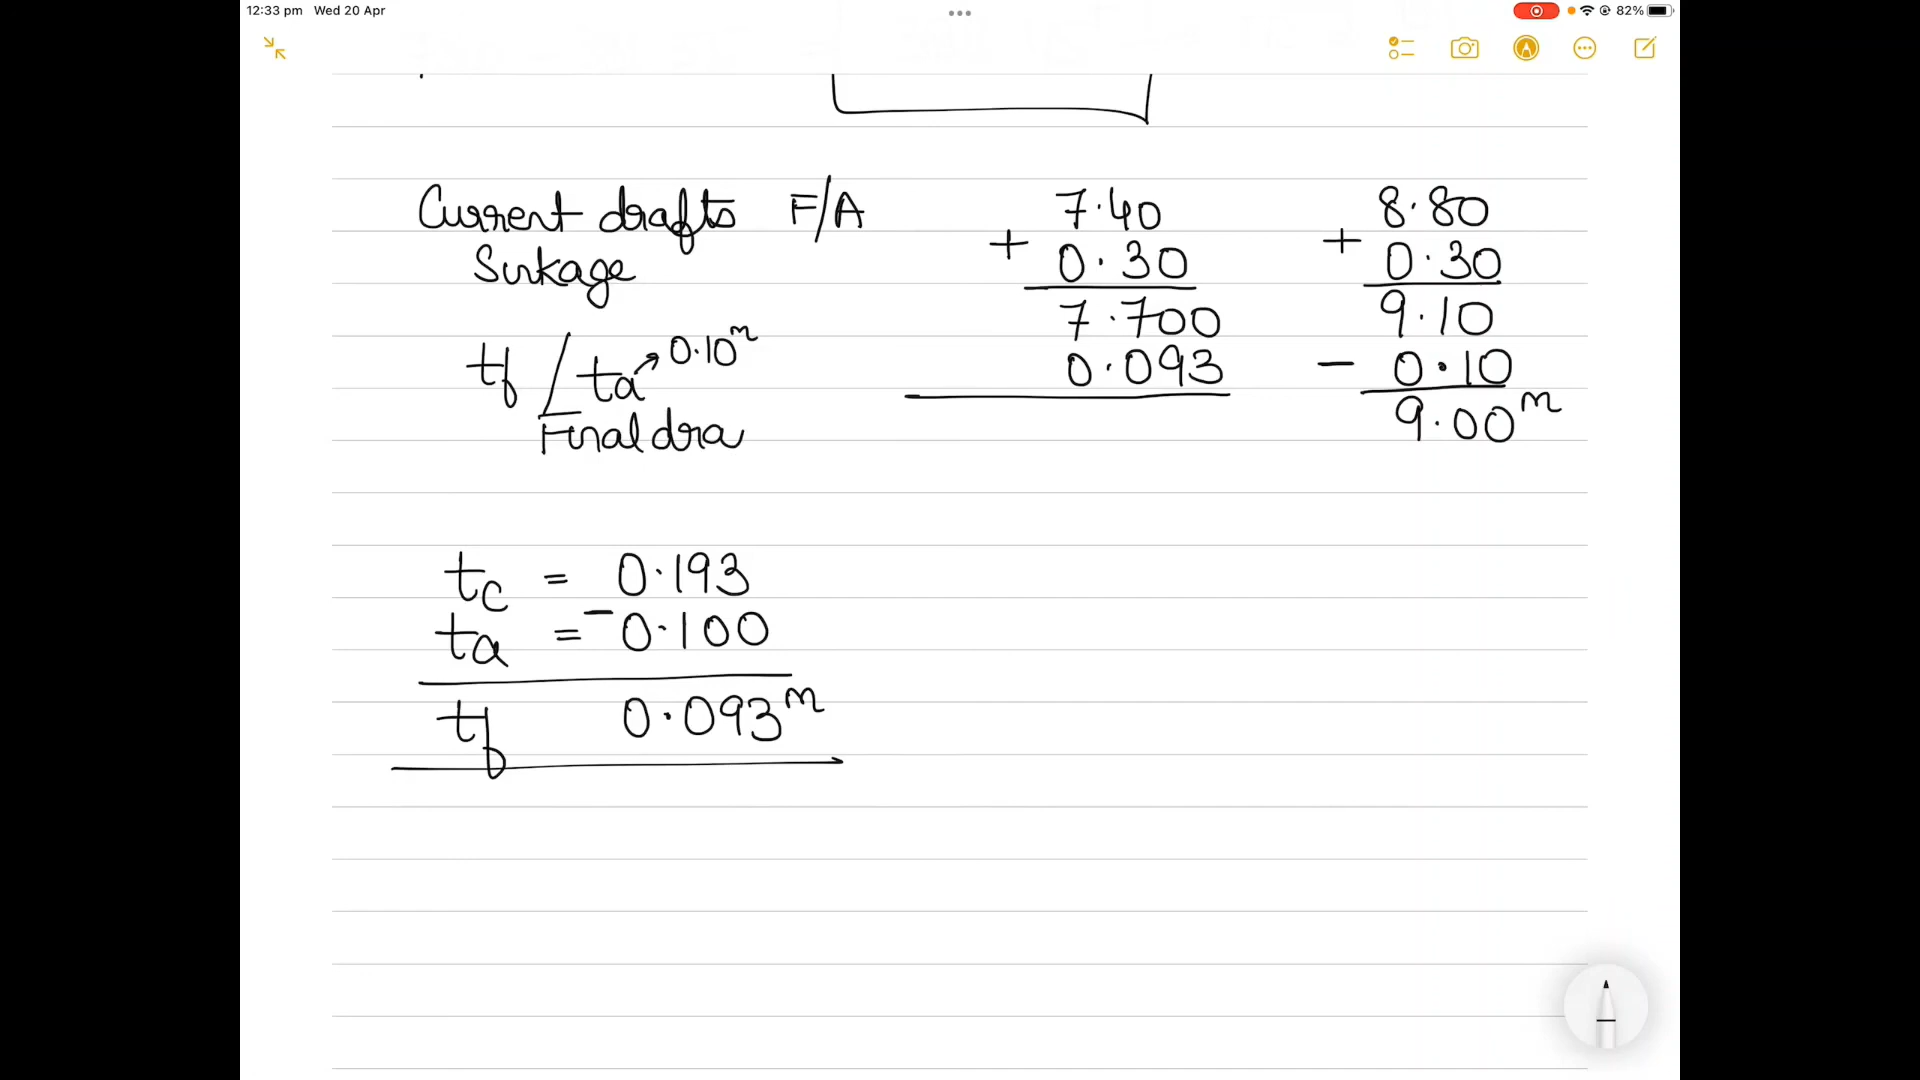 12:33 pm Wed 20 Apr
82%
Current drafts F/A 7.40 8.80
Sinkage + 0.30 + 0.30
7.700 9.10
tf / ta → 0.10m 0.093 - 0.10
Final dra 9.00m
tc = 0.193
ta = - 0.100
tf 0.093m